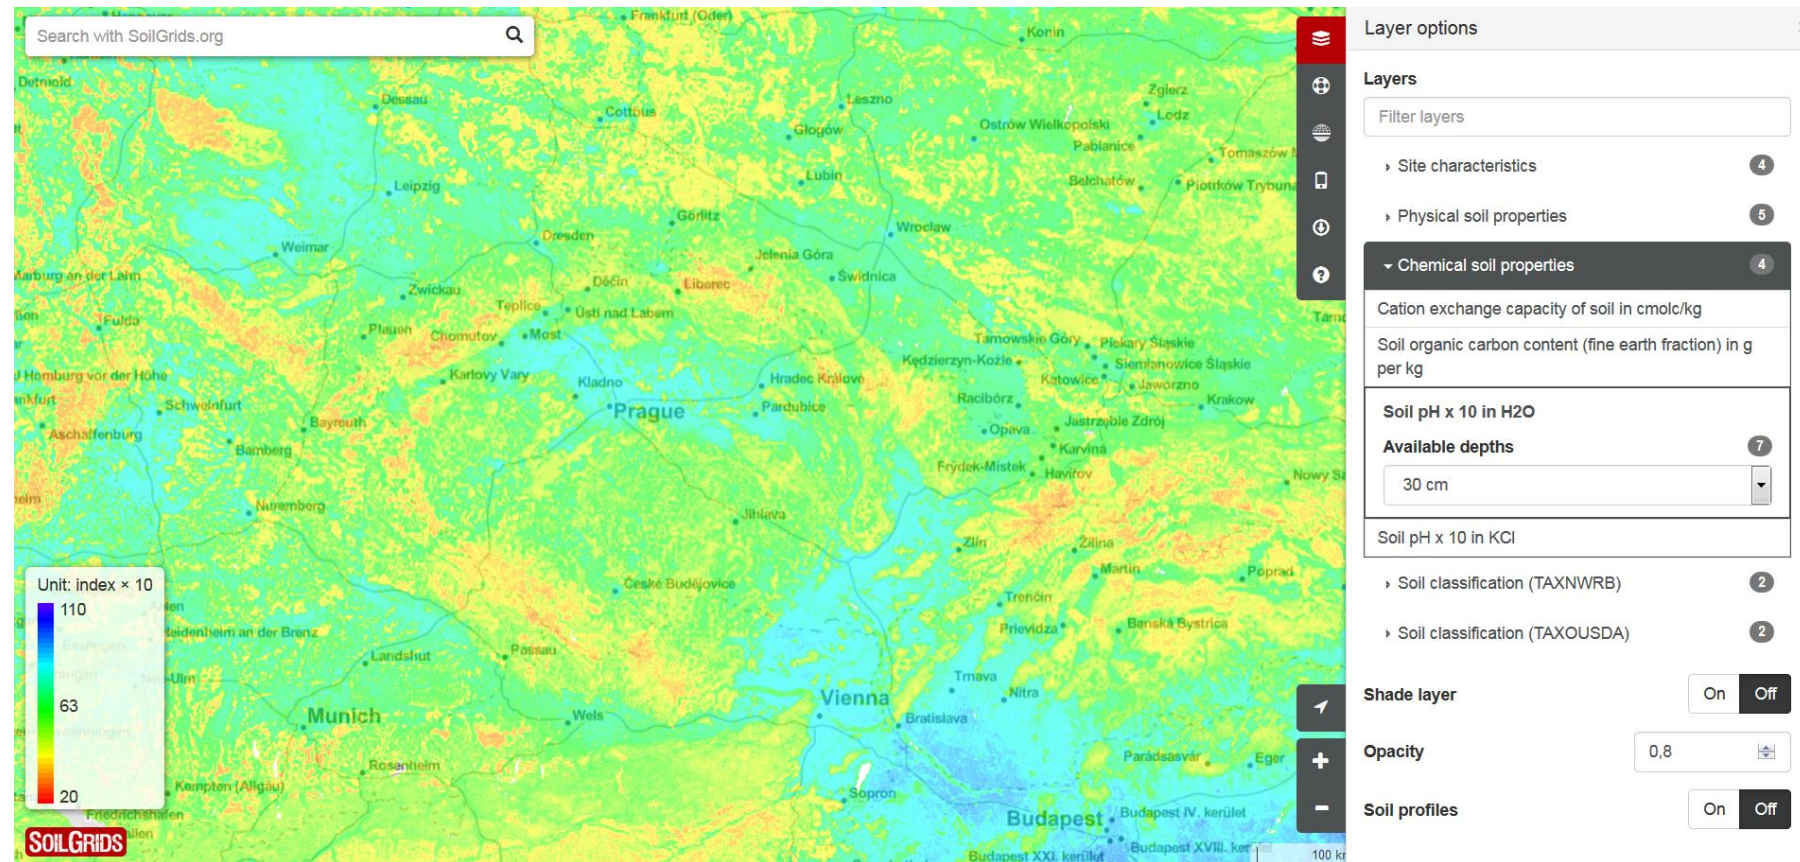 Search with SoilGrids.org
Frankfurt (Oder)
Konin
Detmold
Dessau
Cottbus
Leszno
Zgierz
Lodz
Głogów
Ostrów Wielkopolski
Pabianice
Tomaszów M
Leipzig
Lubin
Bełchatów
Piotrków Trybuna
Görlitz
Wroclaw
Weimar
Dresden
Jelenia Góra
Marburg an der Lahn
Świdnica
Zwickau
Děčín
Liberec
Teplice
Ústí nad Labem
Fulda
Plauen
Chomutov
Most
Tarnowskie Góry
Piekary Śląskie
Kędzierzyn-Koźle
Siemianowice Śląskie
d Homburg vor der Höhe
Karlovy Vary
Kladno
Hradec Králové
Katowice
Jaworzno
Schweinfurt
Prague
Pardubice
Racibórz
Krakow
Aschaffenburg
Bayreuth
Opava
Jastrzębie Zdrój
Bamberg
Karviná
Frýdek-Místek
Havířov
Nowy Są
Nuremberg
Jihlava
Zlín
Žilina
Martin
Poprad
České Budějovice
Trenčín
Heidenheim an der Brenz
Prievidza
Banská Bystrica
Landshut
Passau
Neu-Ulm
Trnava
Nitra
Vienna
Munich
Wels
Bratislava
Rosenheim
Parádsasvár
Eger
Kempten (Allgäu)
Sopron
Friedrichshafen
Budapest
Budapest IV. kerület
Budapest XXI. kerület
Budapest XVIII. kerület
100 km
Unit: index × 10
110
63
20
SOILGRIDS
Layer options
Layers
Filter layers
Site characteristics 4
Physical soil properties 5
Chemical soil properties 4
Cation exchange capacity of soil in cmolc/kg
Soil organic carbon content (fine earth fraction) in g
per kg
Soil pH x 10 in H2O
Available depths 7
30 cm
Soil pH x 10 in KCl
Soil classification (TAXNWRB) 2
Soil classification (TAXOUSDA) 2
Shade layer On Off
Opacity 0,8
Soil profiles On Off